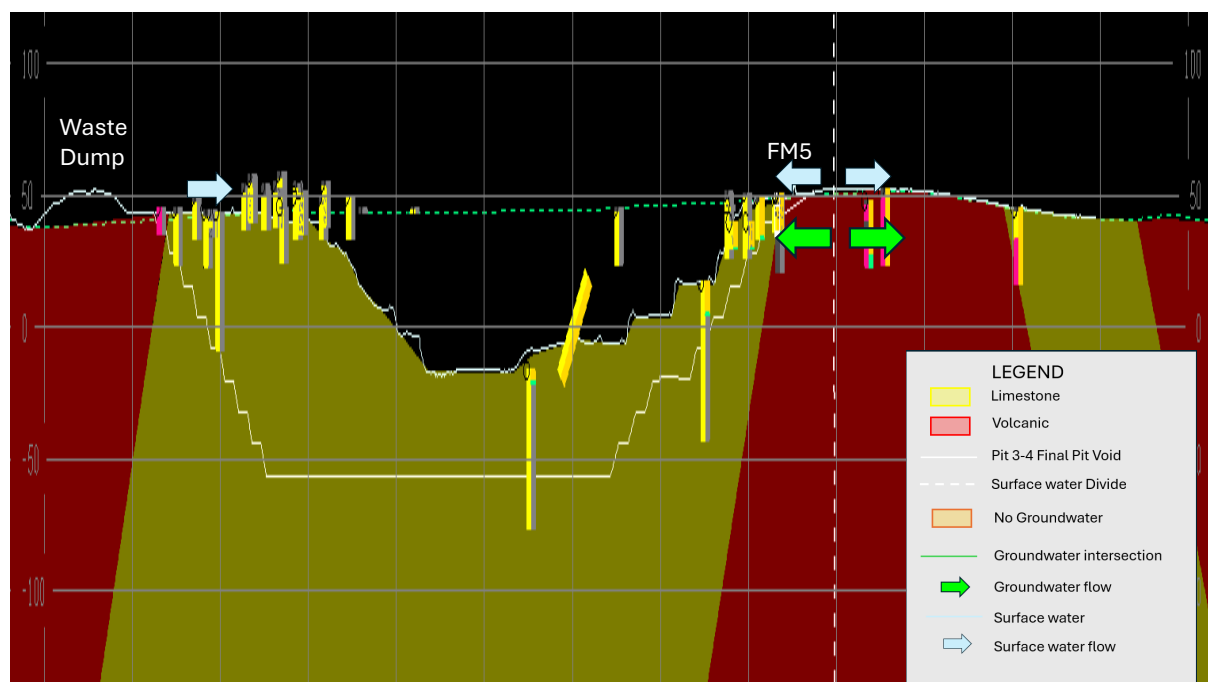 100
100
Waste
Dump
FM5
50
50
0
0
-50
-100
LEGEND
Limestone
Volcanic
Pit 3-4 Final Pit Void
Surface water Divide
No Groundwater
Groundwater intersection
Groundwater flow
Surface water
Surface water flow